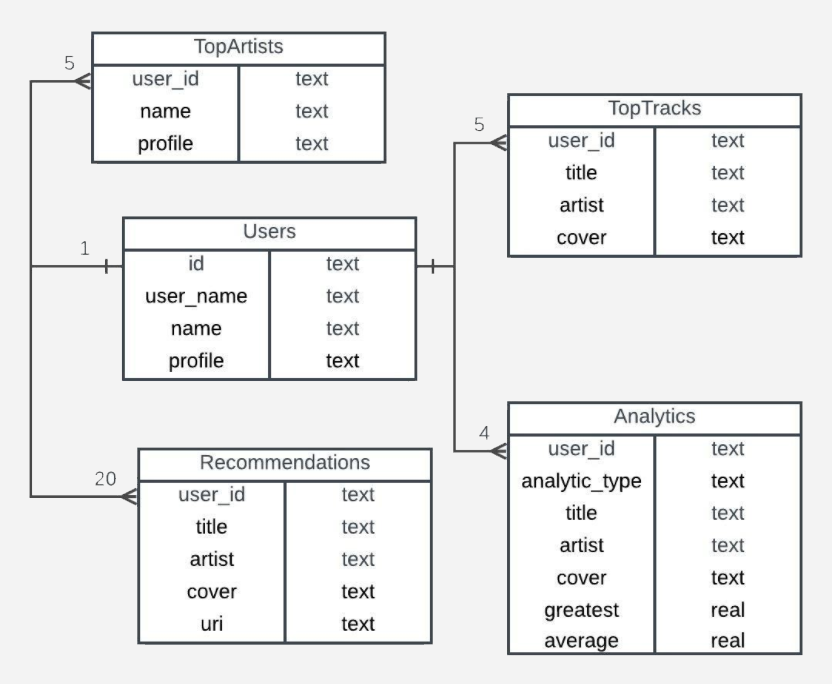 5
TopArtists
user_id text
name text
profile text
1
Users
id text
user_name text
name text
profile text
20
Recommendations
user_id text
title text
artist text
cover text
uri text
5
TopTracks
user_id text
title text
artist text
cover text
4
Analytics
user_id text
analytic_type text
title text
artist text
cover text
greatest real
average real